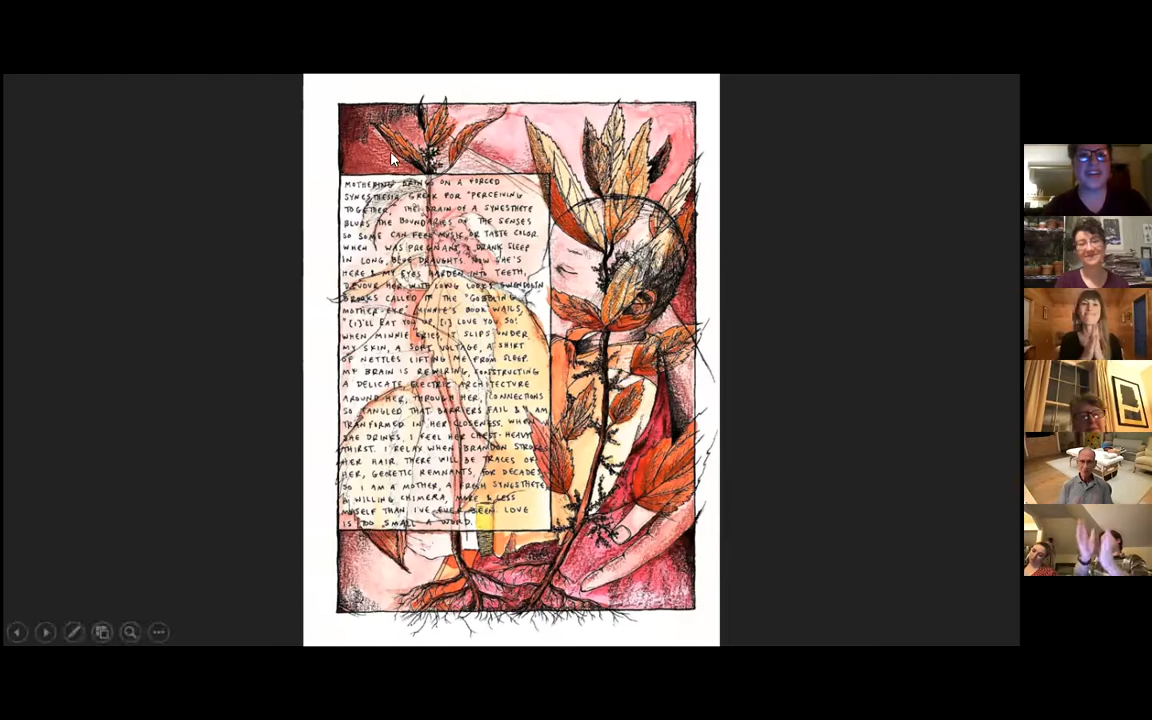 MOTHERING BRINGS ON A FORCED
SYNESTHESIA, GREEK FOR "PERCEIVING
TOGETHER," THE BRAIN OF A SYNESTHETE
BLURS THE BOUNDARIES OF THE SENSES
SO SOME CAN FEEL MUSIC, OR TASTE COLOR.
WHEN I WAS PREGNANT I DRANK SLEEP
IN LONG, BLUE DRAUGHTS. NOW SHE'S
HERE & MY EYES HARDEN INTO TEETH,
DEVOUR HER WITH LONG LOOKS. GWENDOLYN
BROOKS CALLED IT THE "GOBBLING
MOTHER-EYE" MINNIE'S BOOK WAILS,
"[I]'LL EAT YOU UP, [I] LOVE YOU SO!"
WHEN MINNIE CRIES, IT SLIPS UNDER
MY SKIN, A SORT VOLTAGE, A SHIRT
OF NETTLES LIFTING ME FROM SLEEP.
MY BRAIN IS REWIRING, CONSTRUCTING
A DELICATE ELECTRIC ARCHITECTURE
AROUND HER, THROUGH HER, CONNECTIONS
SO TANGLED THAT BARRIERS FAIL & I AM
TRANSFORMED IN HER CLOSENESS. WHEN
SHE DRINKS, I FEEL HER CHEST-HEAVY
THIRST. I RELAX WHEN BRANDON STROKES
HER HAIR. THERE WILL BE TRACES OF
HER, GENETIC REMNANTS, FOR DECADES
SO I AM A MOTHER, A FRESH SYNESTHETE,
& WILLING CHIMERA, MORE & LESS
MYSELF THAN I'VE EVER BEEN. LOVE
IS TOO SMALL A WORD.